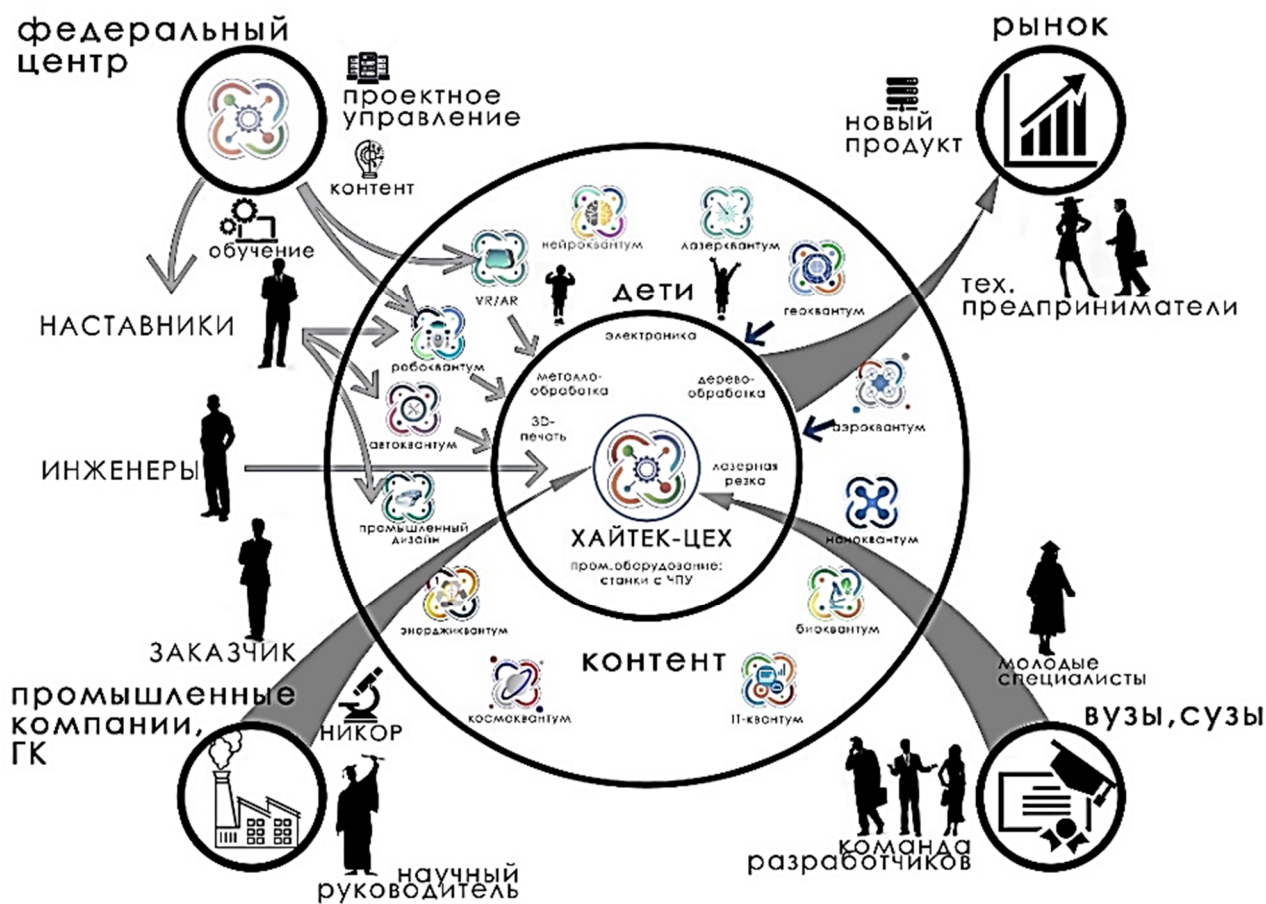 федеральный
центр
проектное
управление
контент
обучение
НАСТАВНИКИ
ИНЖЕНЕРЫ
ЗАКАЗЧИК
промышленные
компании,
ГК
НИКОР
научный
руководитель
рынок
новый
продукт
тех.
предприниматели
молодые
специалисты
вузы,сузы
команда
разработчиков
нейроквантум
лазерквантум
VR/AR
дети
геоквантум
робоквантум
аэроквантум
автоквантум
промышленный
дизайн
наноквантум
энерджиквантум
биоквантум
контент
космоквантум
IT-квантум
электроника
металло-
обработка
дерево-
обработка
3D-
печать
лазерная
резка
ХАЙТЕК-ЦЕХ
пром.оборудование:
станки с ЧПУ